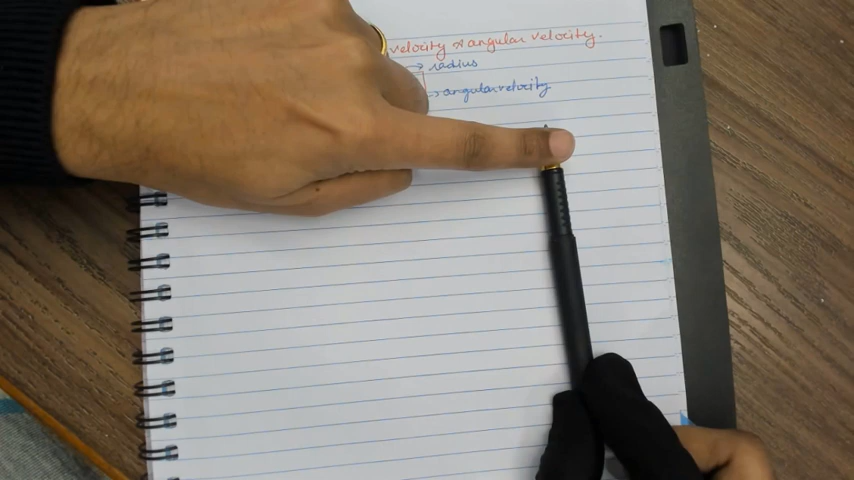 velocity & angular velocity.
→ radius
→ angular velocity